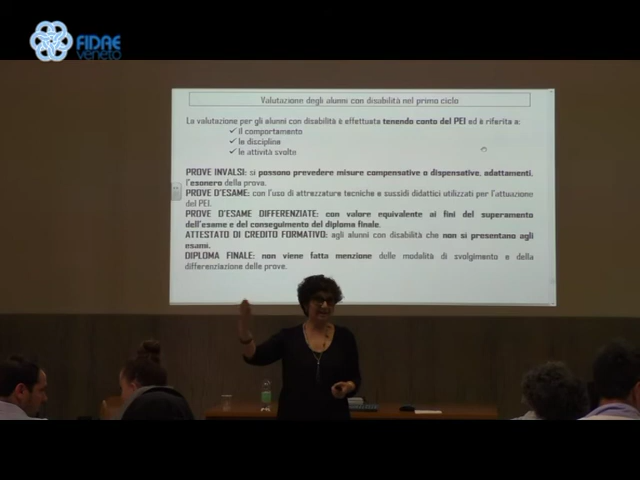 FIDAE
veneto
Valutazione degli alunni con disabilità nel primo ciclo
La valutazione per gli alunni con disabilità è effettuata tenendo conto del PEI ed è riferita a:
✓ il comportamento
✓ le discipline
✓ le attività svolte
PROVE INVALSI: si possono prevedere misure compensative o dispensative, adattamenti,
l'esonero della prova.
PROVE D'ESAME: con l'uso di attrezzature tecniche e sussidi didattici utilizzati per l'attuazione
del PEI.
PROVE D'ESAME DIFFERENZIATE: con valore equivalente ai fini del superamento
dell'esame e del conseguimento del diploma finale.
ATTESTATO DI CREDITO FORMATIVO: agli alunni con disabilità che non si presentano agli
esami.
DIPLOMA FINALE: non viene fatta menzione delle modalità di svolgimento e della
differenziazione delle prove.